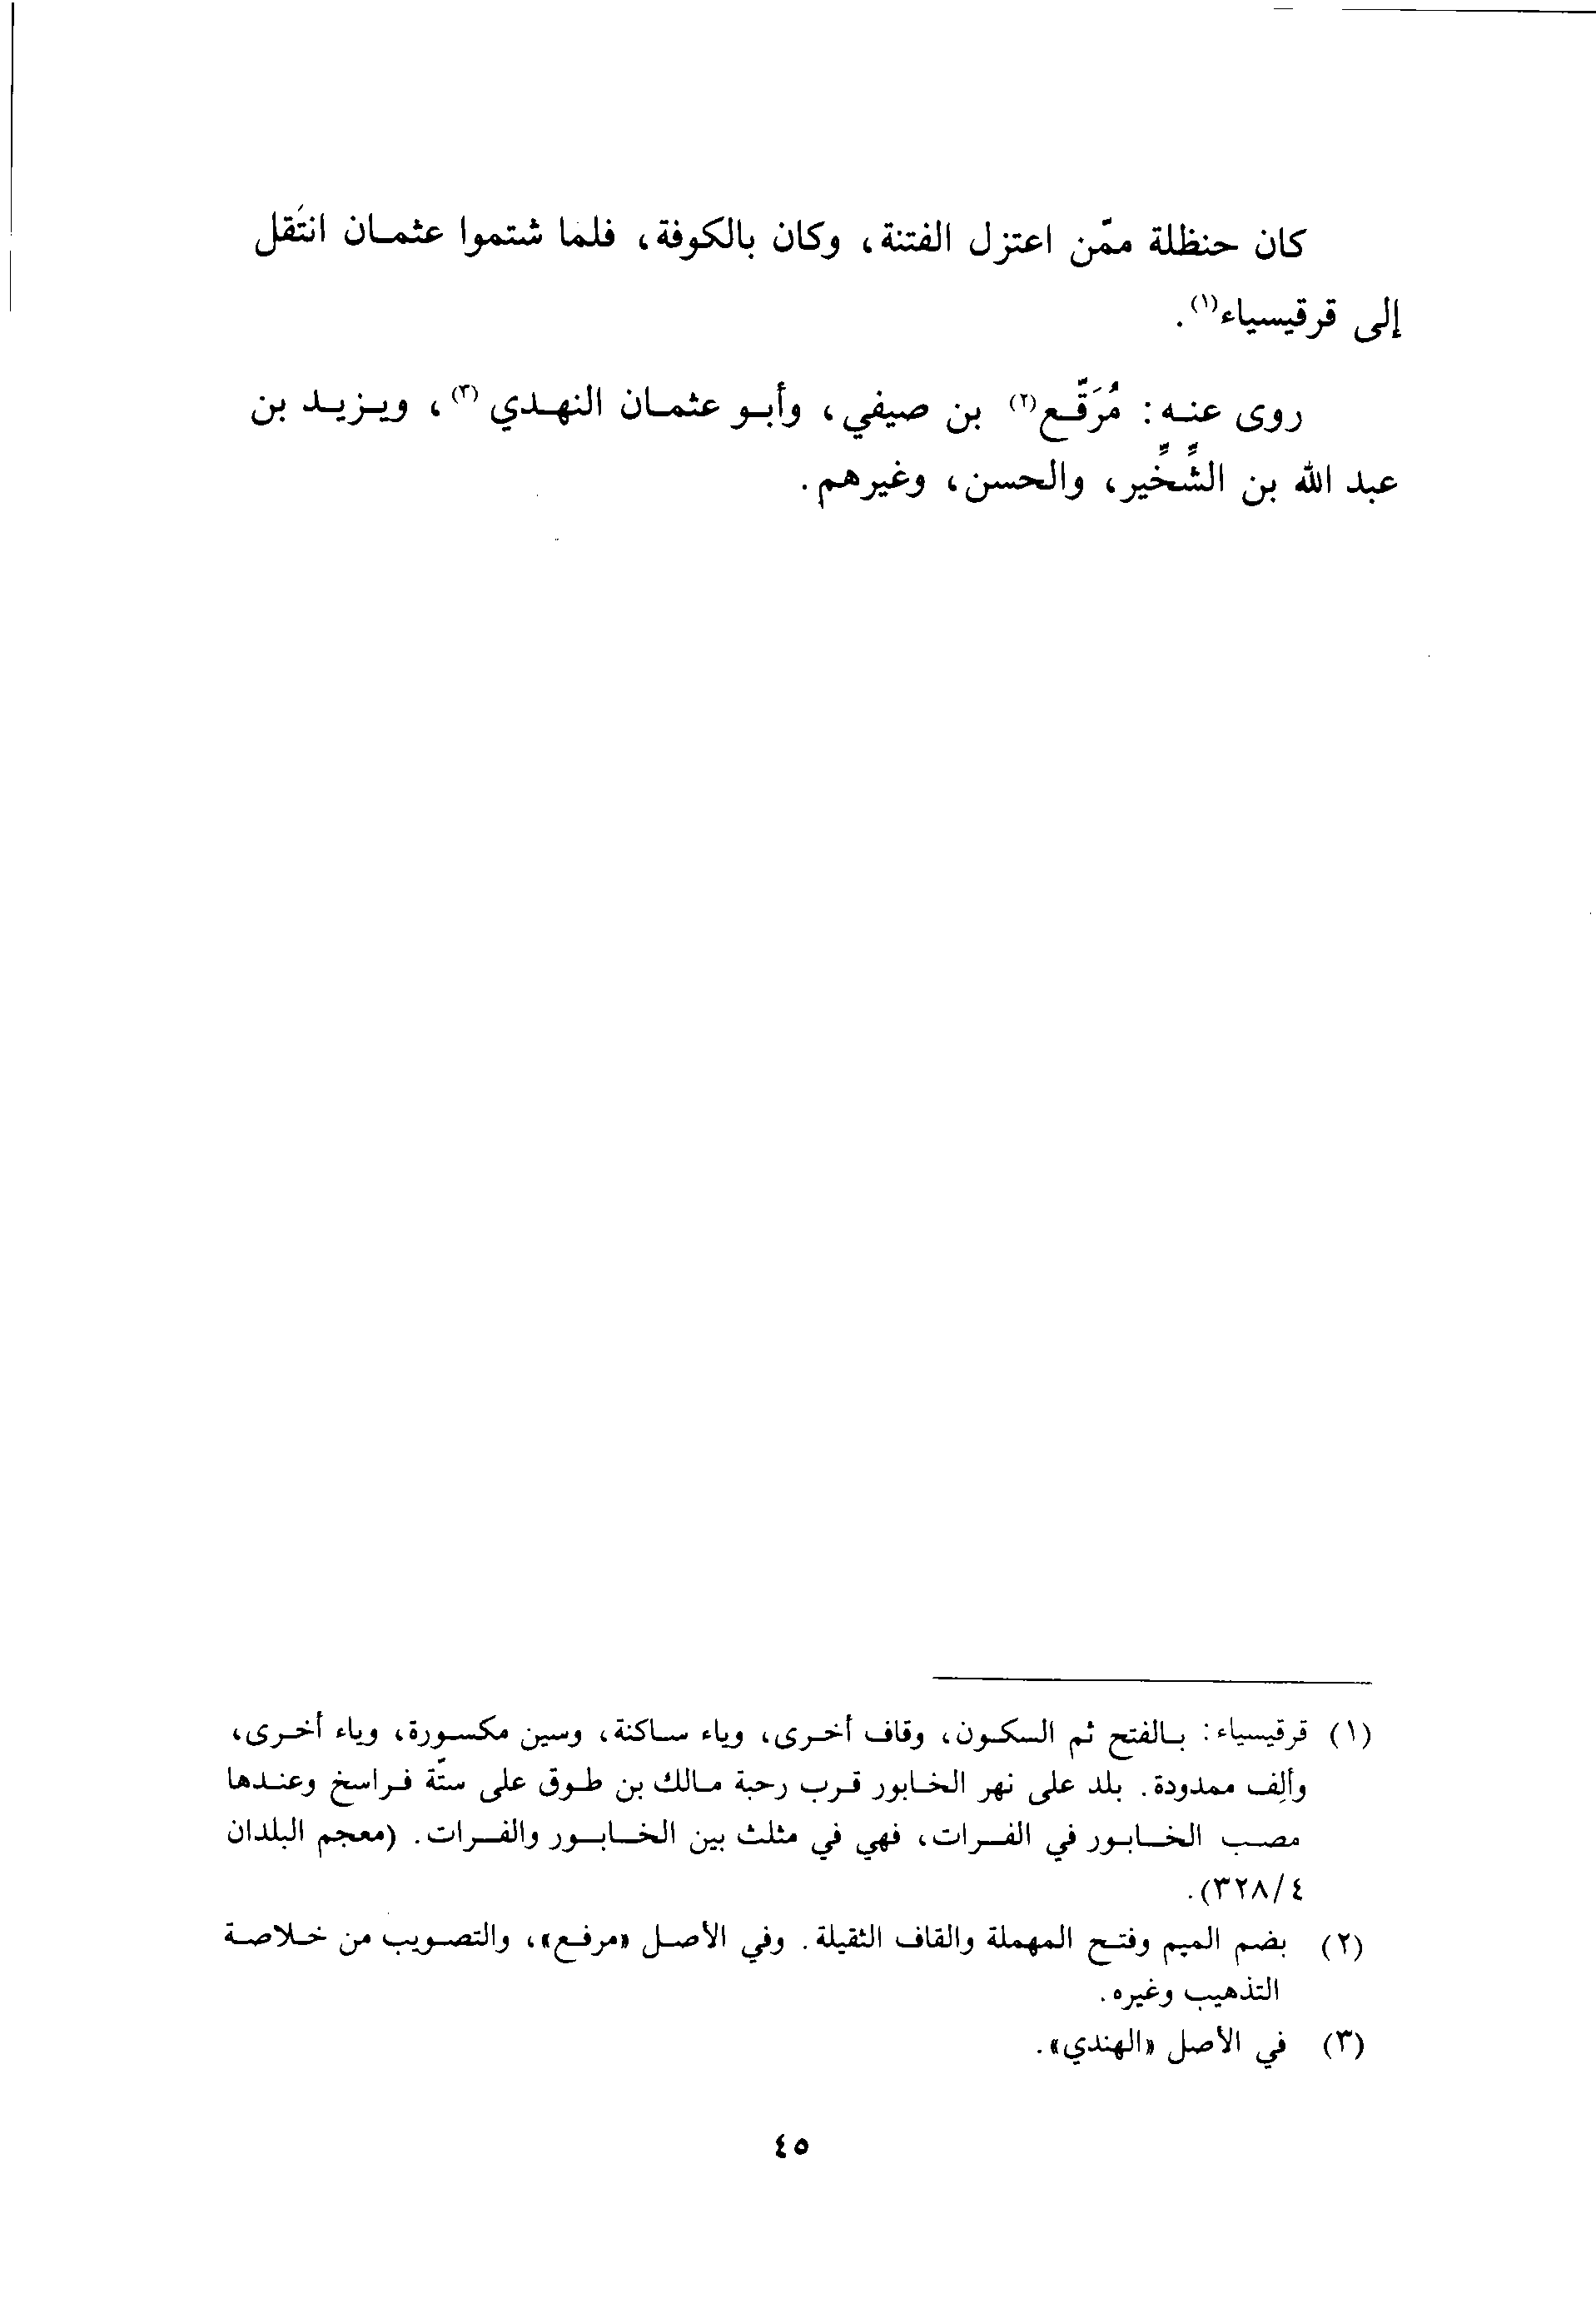 كان حنظلة ممّن اعتزل الفتنة، وكان بالكوفة، فلما شتموا عثمان انتَقل
إلى قرقيسياء(١).
روى عنه: مُرَقّع(٢) بن صيفي، وأبو عثمان النهدي(٣)، ويزيد بن
عبد الله بن الشِّخِّير، والحسن، وغيرهم.
(١) قرقيسياء: بالفتح ثم السكون، وقاف أخرى، وياء ساكنة، وسين مكسورة، وياء أخرى،
وألِف ممدودة. بلد على نهر الخابور قرب رحبة مالك بن طوق على ستّة فراسخ وعندها
مصب الخابور في الفرات، فهي في مثلث بين الخابور والفرات. (معجم البلدان
٤/٣٢٨).
(٢) بضم الميم وفتح المهملة والقاف الثقيلة. وفي الأصل «مرفع»، والتصويب من خلاصة
التذهيب وغيره.
(٣) في الأصل «الهندي».
٤٥